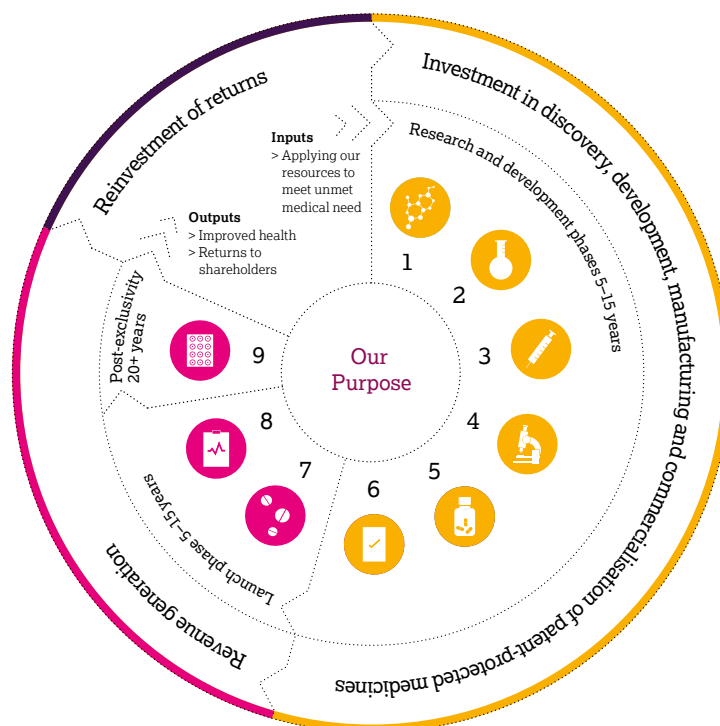 Reinvestment of returns
Investment in discovery, development, manufacturing and commercialisation of patent-protected medicines
Revenue generation
Inputs
> Applying our
resources to
meet unmet
medical need
Outputs
> Improved health
> Returns to
shareholders
Research and development phases 5–15 years
Launch phase 5–15 years
Post-exclusivity
20+ years
Our
Purpose
1
2
3
4
5
6
7
8
9